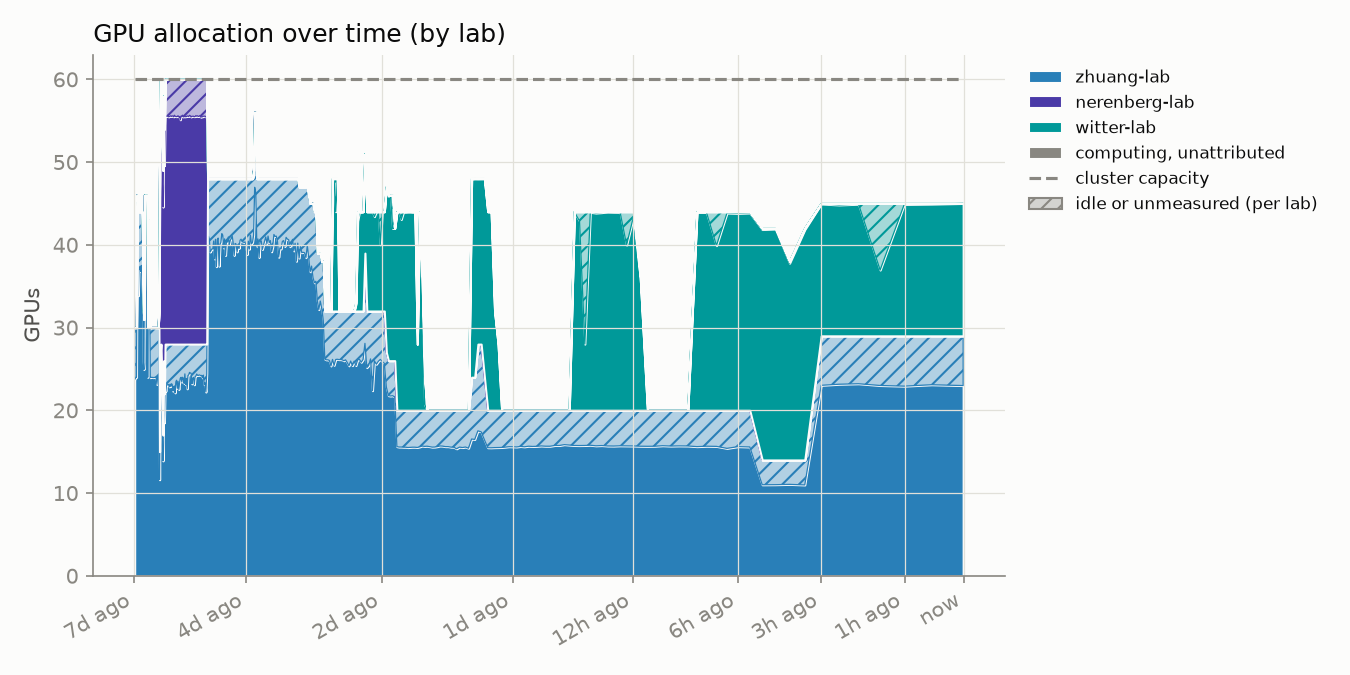 GPU allocation over time (by lab)
zhuang-lab
nerenberg-lab
witter-lab
computing, unattributed
cluster capacity
idle or unmeasured (per lab)
GPUs
60
50
40
30
20
10
0
7d ago
4d ago
2d ago
1d ago
12h ago
6h ago
3h ago
1h ago
now